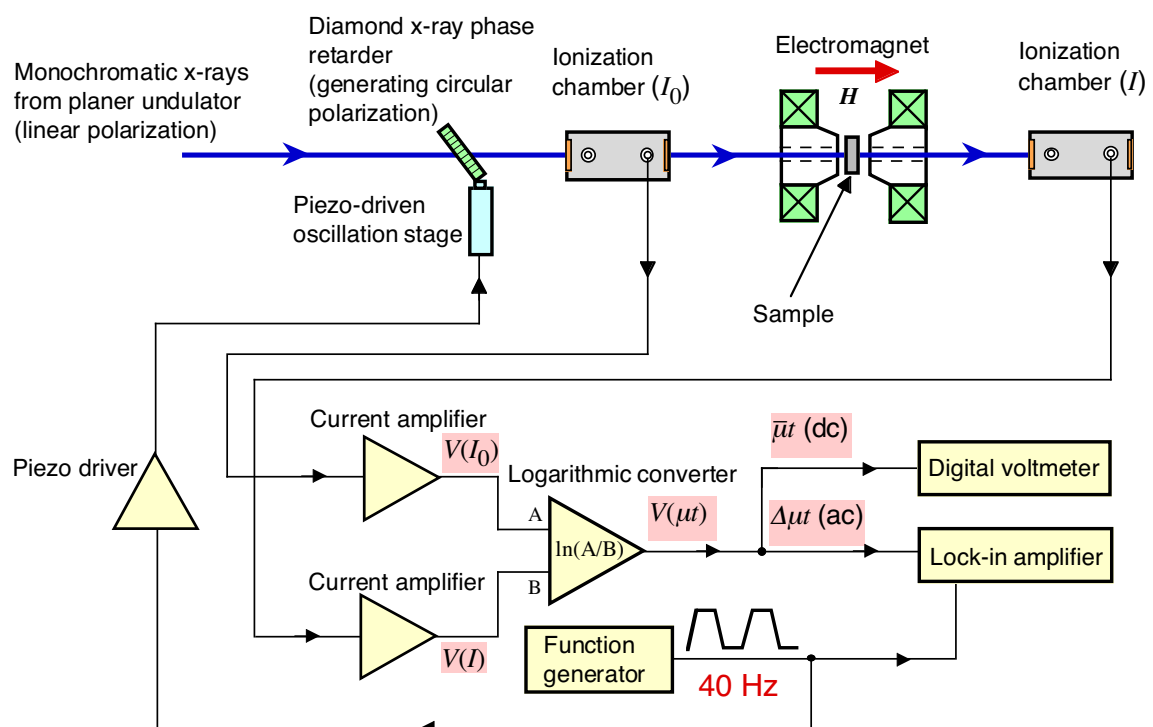 Monochromatic x-rays
from planer undulator
(linear polarization)
Diamond x-ray phase
retarder
(generating circular
polarization)
Ionization
chamber (I0)
Electromagnet
H
Ionization
chamber (I)
Piezo-driven
oscillation stage
Sample
Piezo driver
Current amplifier
V(I0)
Logarithmic converter
A
ln(A/B)
B
V(μt)
μ̄t (dc)
Digital voltmeter
Δμt (ac)
Lock-in amplifier
Current amplifier
V(I)
Function
generator
40 Hz